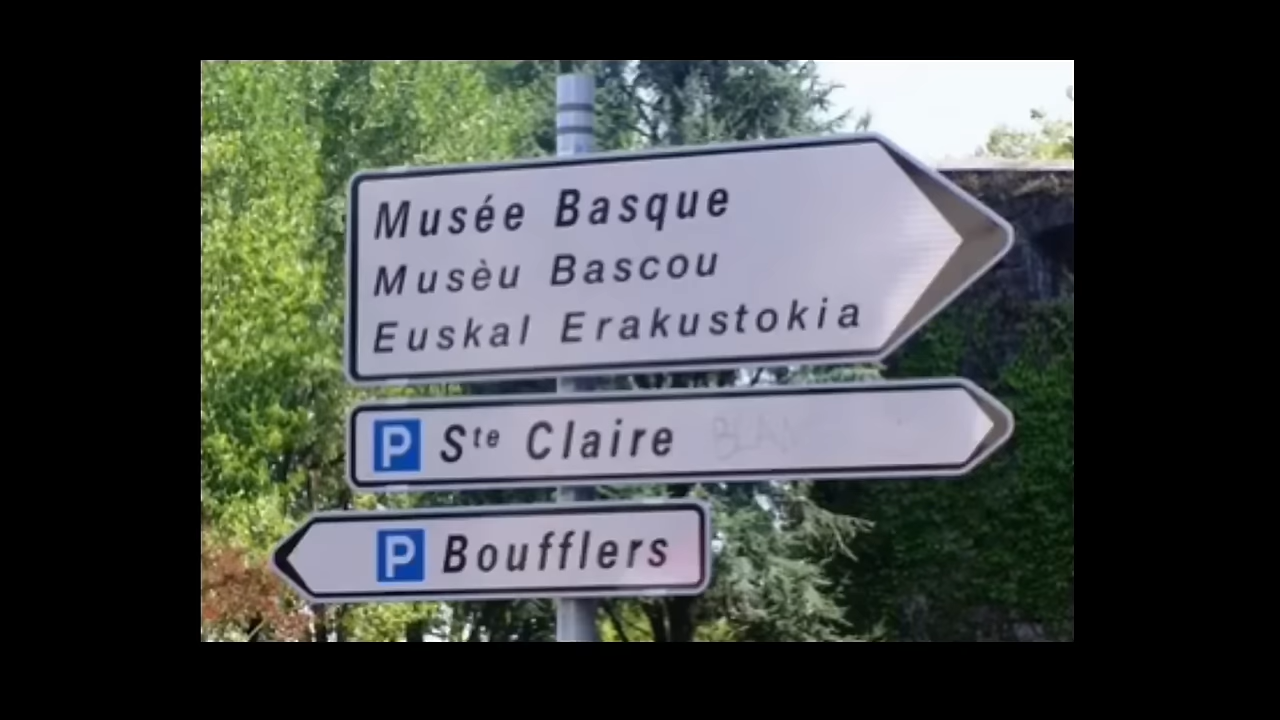 Musée Basque
Musèu Bascou
Euskal Erakustokia
P Ste Claire
P Boufflers